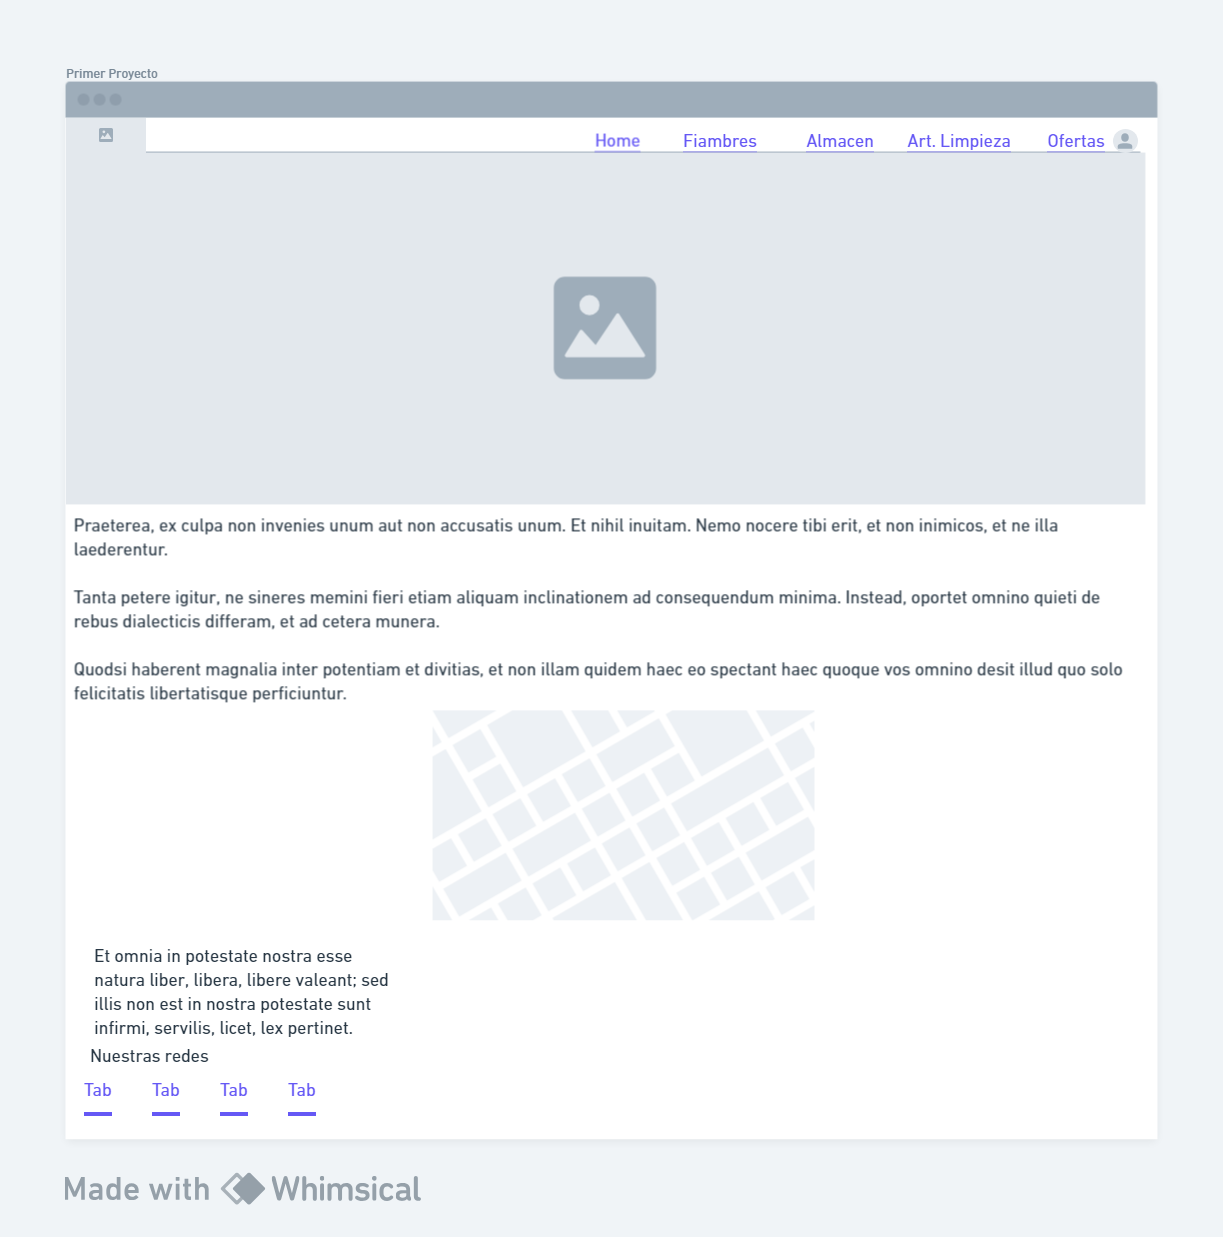 Primer Proyecto
Home Fiambres Almacen Art. Limpieza Ofertas
Praeterea, ex culpa non invenies unum aut non accusatis unum. Et nihil inuitam. Nemo nocere tibi erit, et non inimicos, et ne illa
laederentur.
Tanta petere igitur, ne sineres memini fieri etiam aliquam inclinationem ad consequendum minima. Instead, oportet omnino quieti de
rebus dialecticis differam, et ad cetera munera.
Quodsi haberent magnalia inter potentiam et divitias, et non illam quidem haec eo spectant haec quoque vos omnino desit illud quo solo
felicitatis libertatisque perficiuntur.
Et omnia in potestate nostra esse
natura liber, libera, libere valeant; sed
illis non est in nostra potestate sunt
infirmi, servilis, licet, lex pertinet.
Nuestras redes
Tab Tab Tab Tab
Made with Whimsical